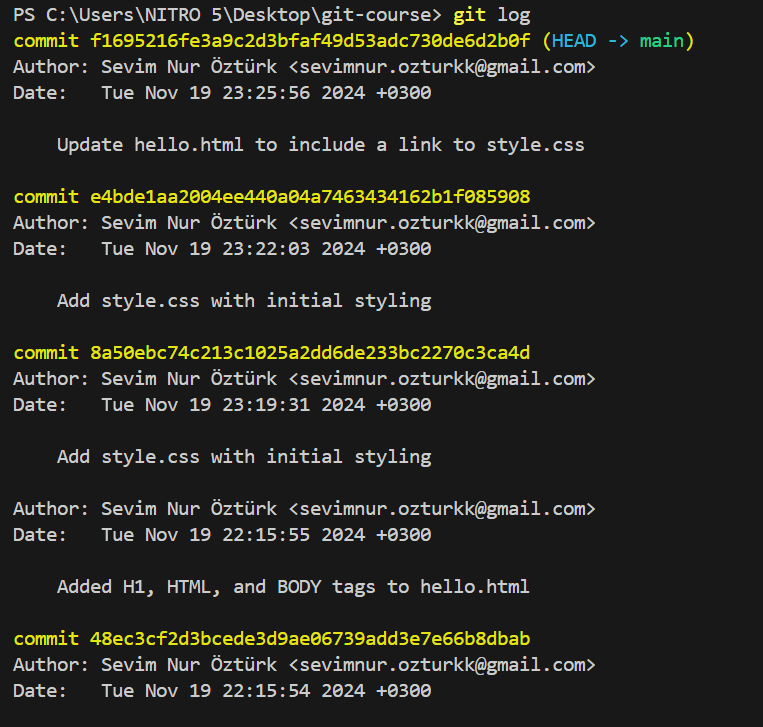 PS C:\Users\NITRO 5\Desktop\git-course> git log
commit f1695216fe3a9c2d3bfaf49d53adc730de6d2b0f (HEAD -> main)
Author: Sevim Nur Öztürk <sevimnur.ozturkk@gmail.com>
Date:   Tue Nov 19 23:25:56 2024 +0300
    Update hello.html to include a link to style.css
commit e4bde1aa2004ee440a04a7463434162b1f085908
Author: Sevim Nur Öztürk <sevimnur.ozturkk@gmail.com>
Date:   Tue Nov 19 23:22:03 2024 +0300
    Add style.css with initial styling
commit 8a50ebc74c213c1025a2dd6de233bc2270c3ca4d
Author: Sevim Nur Öztürk <sevimnur.ozturkk@gmail.com>
Date:   Tue Nov 19 23:19:31 2024 +0300
    Add style.css with initial styling
Author: Sevim Nur Öztürk <sevimnur.ozturkk@gmail.com>
Date:   Tue Nov 19 22:15:55 2024 +0300
    Added H1, HTML, and BODY tags to hello.html
commit 48ec3cf2d3bcede3d9ae06739add3e7e66b8dbab
Author: Sevim Nur Öztürk <sevimnur.ozturkk@gmail.com>
Date:   Tue Nov 19 22:15:54 2024 +0300